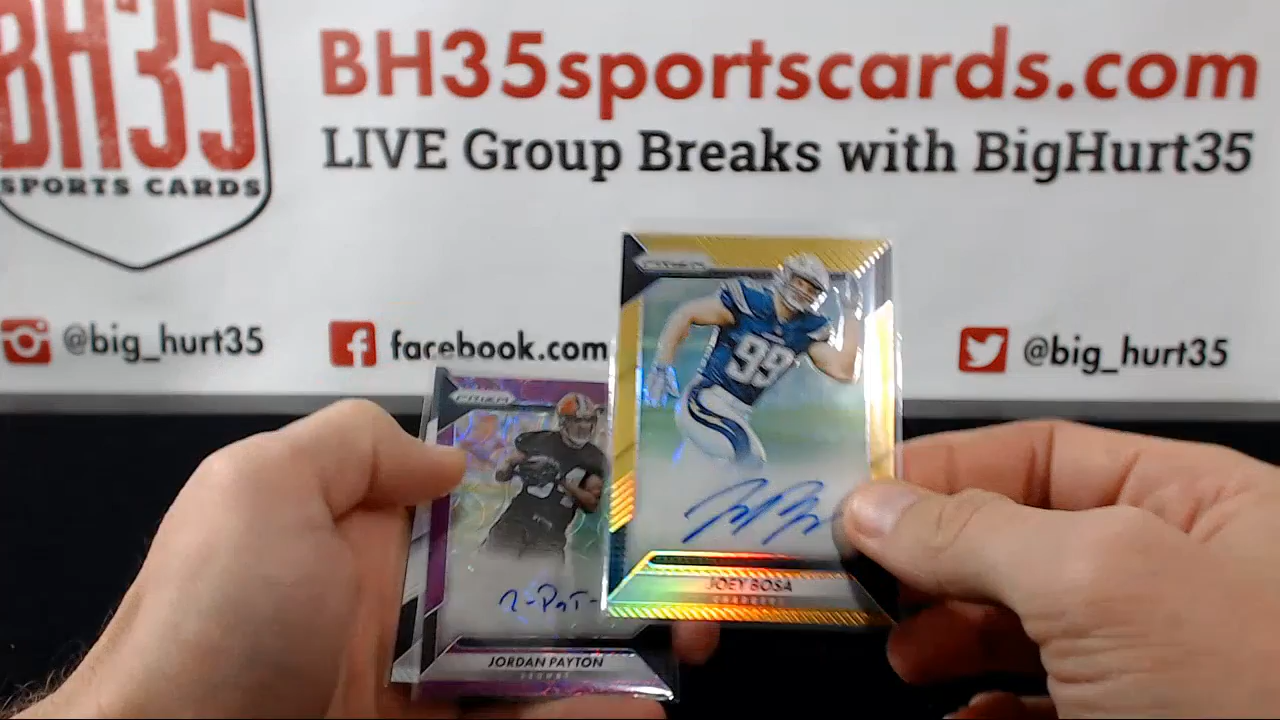 BH35
SPORTS CARDS
BH35sportscards.com
LIVE Group Breaks with BigHurt35
@big_hurt35
facebook.com
@big_hurt35
PRIZM
99
JOEY BOSA
CHARGERS
PRIZM
JORDAN PAYTON
BROWNS